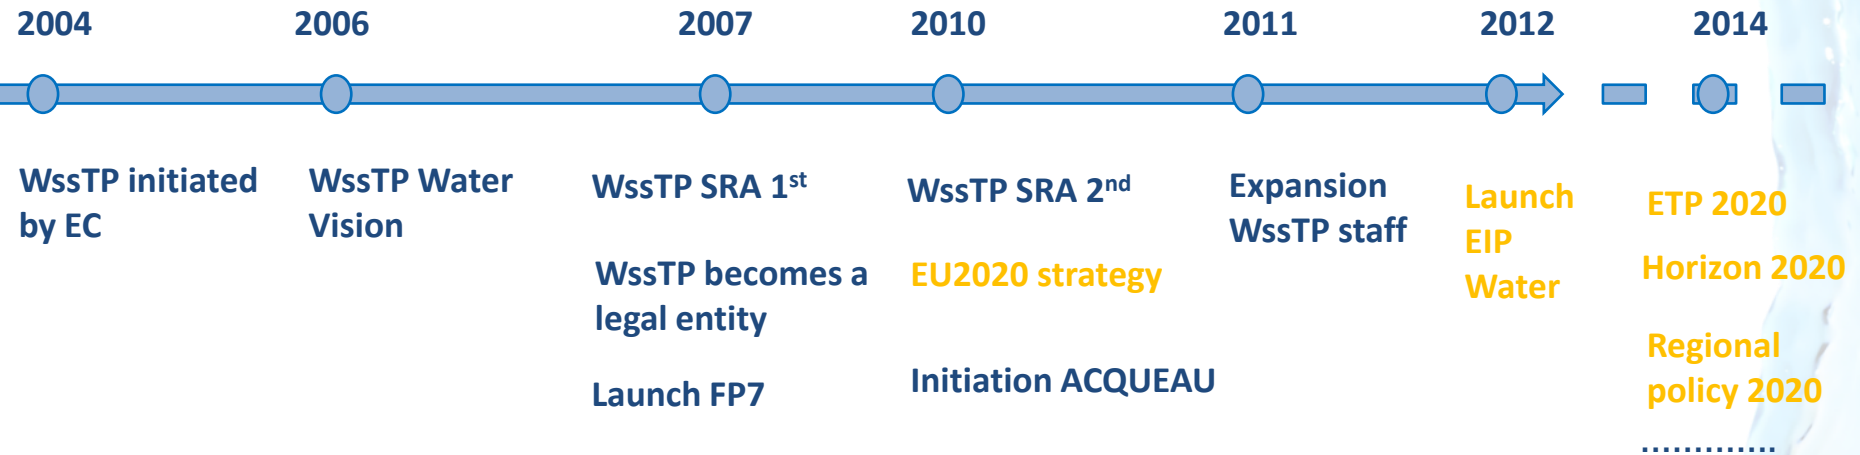 2004
2006
2007
2010
2011
2012
2014
WssTP initiated
by EC
WssTP Water
Vision
WssTP SRA 1st
WssTP becomes a
legal entity
Launch FP7
WssTP SRA 2nd
EU2020 strategy
Initiation ACQUEAU
Expansion
WssTP staff
Launch
EIP
Water
ETP 2020
Horizon 2020
Regional
policy 2020
.............